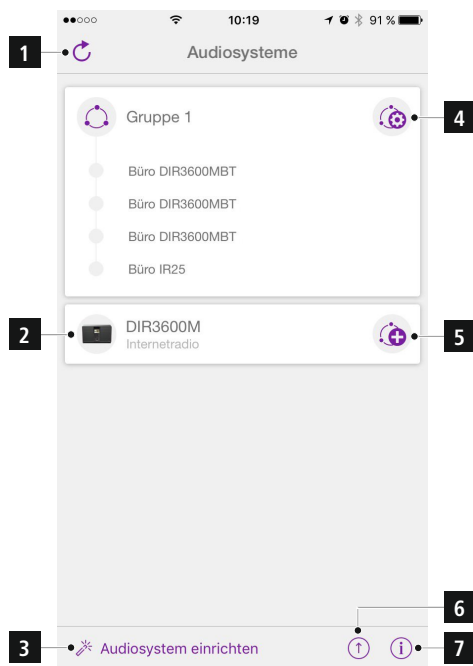 10:19
91 %
1
Audiosysteme
Gruppe 1
4
Büro DIR3600MBT
Büro DIR3600MBT
Büro DIR3600MBT
Büro IR25
2
DIR3600M
Internetradio
5
6
3
Audiosystem einrichten
i
7